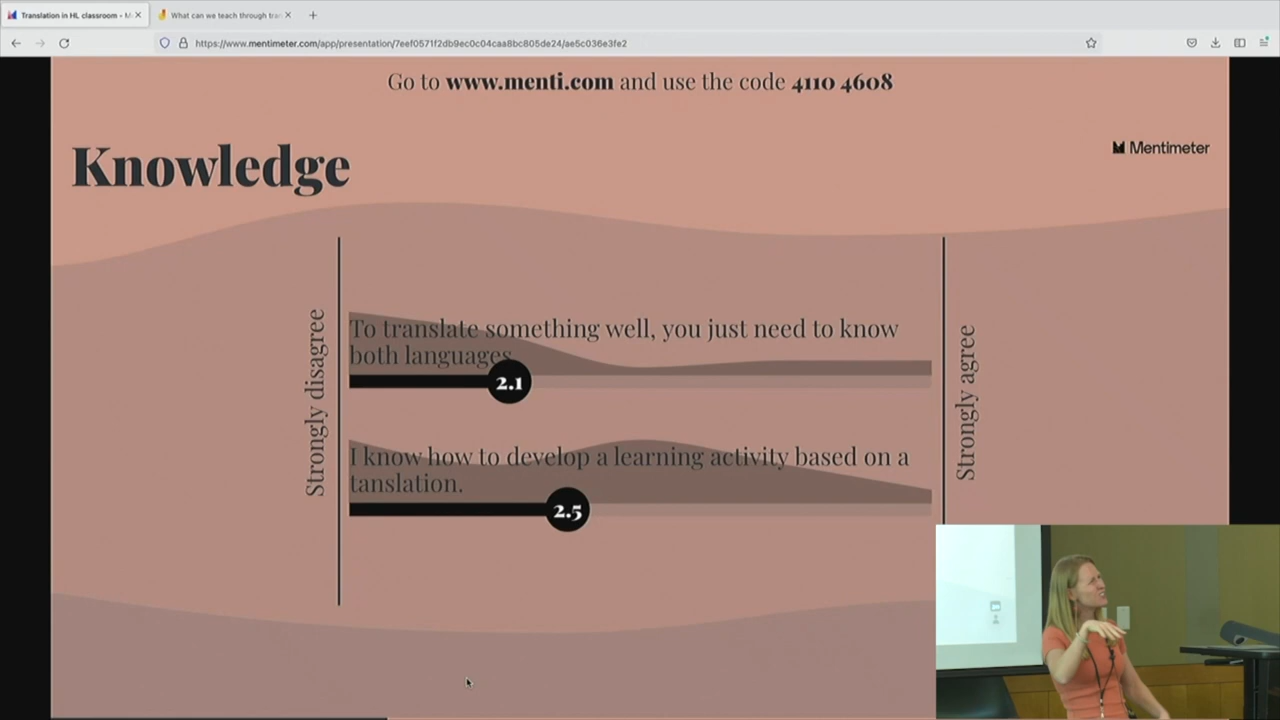 Translation in HL classroom - M
What can we teach through tran
https://www.mentimeter.com/app/presentation/7eef0571f2db9ec0c04caa8bc805de24/ae5c036e3fe2
Go to www.menti.com and use the code 4110 4608
Knowledge
Mentimeter
Strongly disagree
To translate something well, you just need to know
both languages.
2.1
I know how to develop a learning activity based on a
tanslation.
2.5
Strongly agree